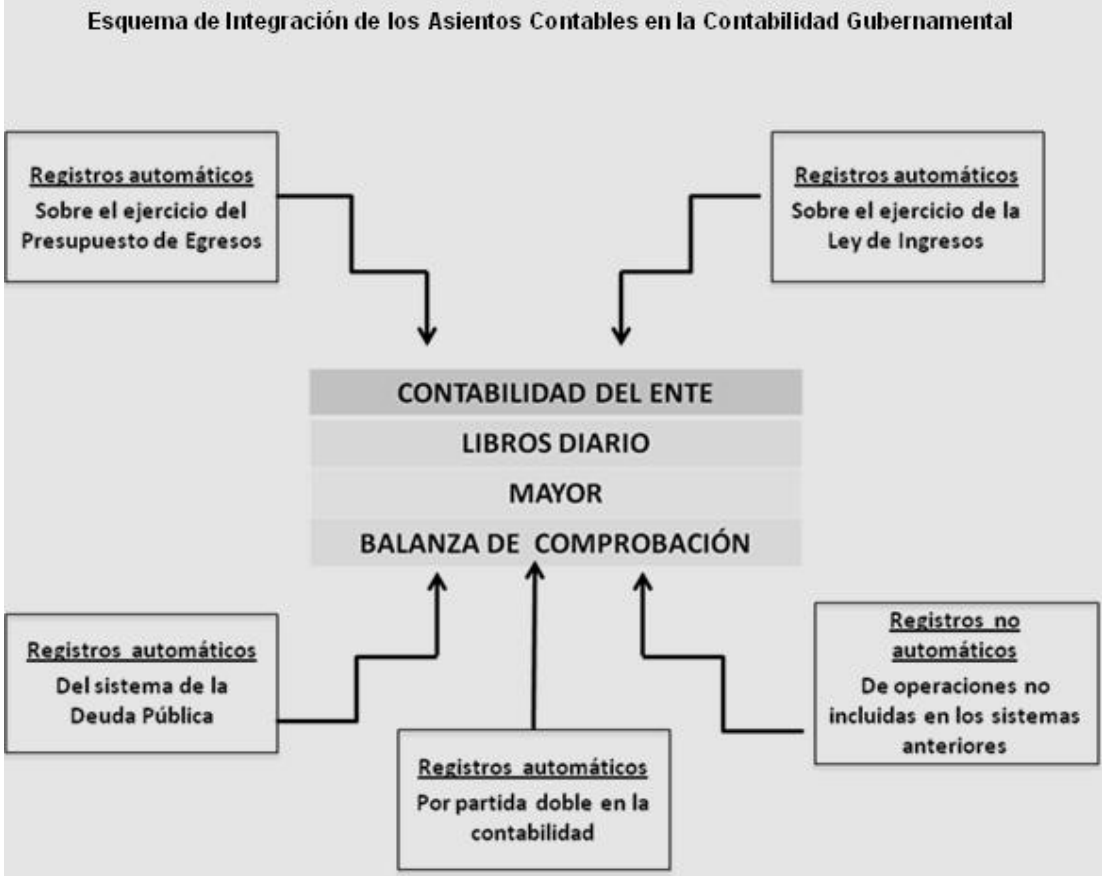 Esquema de Integración de los Asientos Contables en la Contabilidad Gubernamental
Registros automáticos
Sobre el ejercicio del
Presupuesto de Egresos
Registros automáticos
Sobre el ejercicio de la
Ley de Ingresos
CONTABILIDAD DEL ENTE
LIBROS DIARIO
MAYOR
BALANZA DE COMPROBACIÓN
Registros automáticos
Del sistema de la
Deuda Pública
Registros automáticos
Por partida doble en la
contabilidad
Registros no
automáticos
De operaciones no
incluidas en los sistemas
anteriores